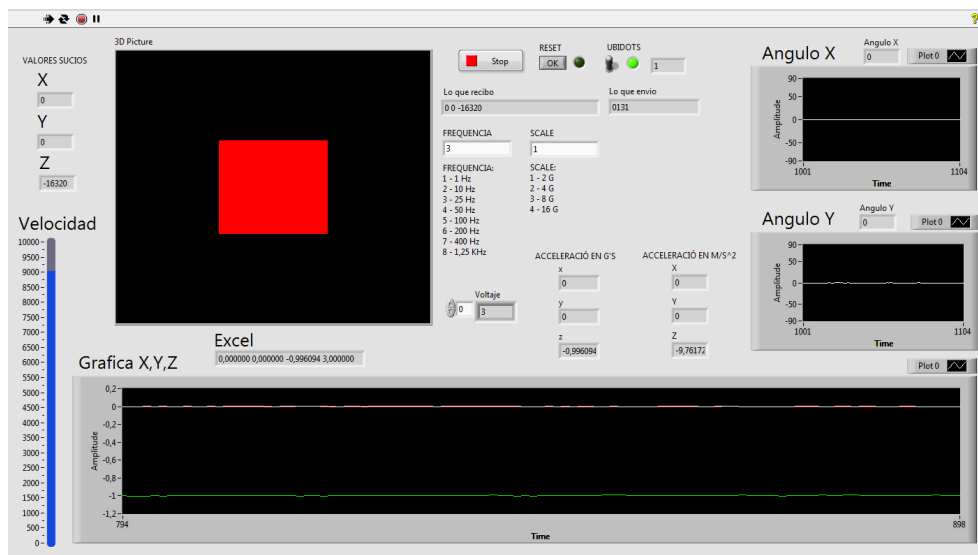 ?
3D Picture
VALORES SUCIOS
X
0
Y
0
Z
-16320
Velocidad
10000
9500
9000
8500
8000
7500
7000
6500
6000
5500
5000
4500
4000
3500
3000
2500
2000
1500
1000
500
0
Stop
RESET
OK
UBIDOTS
1
Lo que recibo
0 0 -16320
Lo que envio
0131
FREQUENCIA
3
SCALE
1
FREQUENCIA:
1 - 1 Hz
2 - 10 Hz
3 - 25 Hz
4 - 50 Hz
5 - 100 Hz
6 - 200 Hz
7 - 400 Hz
8 - 1,25 KHz
SCALE:
1 - 2 G
2 - 4 G
3 - 8 G
4 - 16 G
0
Voltaje
3
ACCELERACIÓ EN G'S
x
0
y
0
z
-0,996094
ACCELERACIÓ EN M/S^2
X
0
Y
0
Z
-9,76172
Angulo X
Angulo X
0
Plot 0
Amplitude
90
50
0
-50
-90
1001
1104
Time
Angulo Y
Angulo Y
0
Plot 0
Amplitude
90
50
0
-50
-90
1001
1104
Time
Excel
0,000000 0,000000 -0,996094 3,000000
Grafica X,Y,Z
Plot 0
Amplitude
0,2
0
-0,2
-0,4
-0,6
-0,8
-1
-1,2
794
898
Time